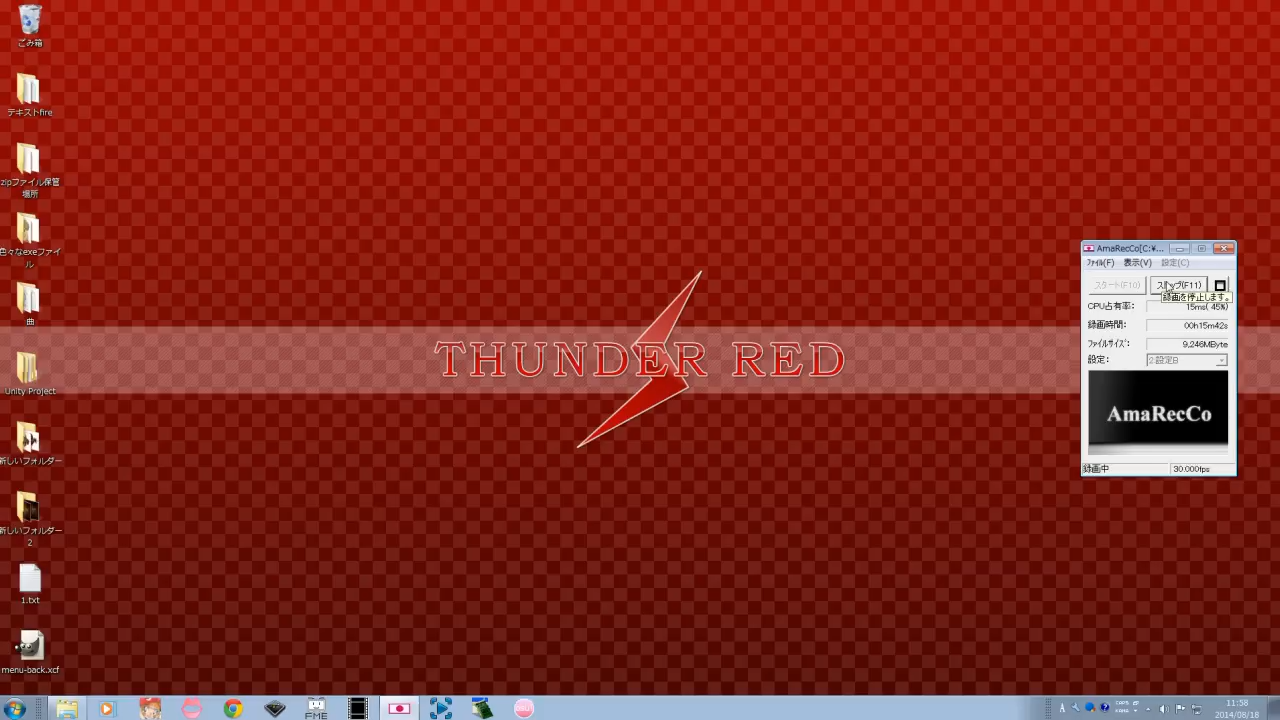 ごみ箱
テキストfire
zipファイル保管
場所
色々なexeファイ
ル
曲
Unity Project
新しいフォルダー
新しいフォルダー
2
1.txt
menu-back.xcf
THUNDER RED
AmaRecCo[C:¥...
ﾌｧｲﾙ(F) 表示(V) 設定(C)
スタート(F10)
録画を停止します。
CPU占有率: 15ms( 45%)
録画時間: 00h15m42s
ﾌｧｲﾙｻｲｽﾞ: 9,246MByte
設定: 2 設定B
AmaRecCo
録画中 30.000fps
FME
A
CAPS
KANA
11:58
2014/08/18